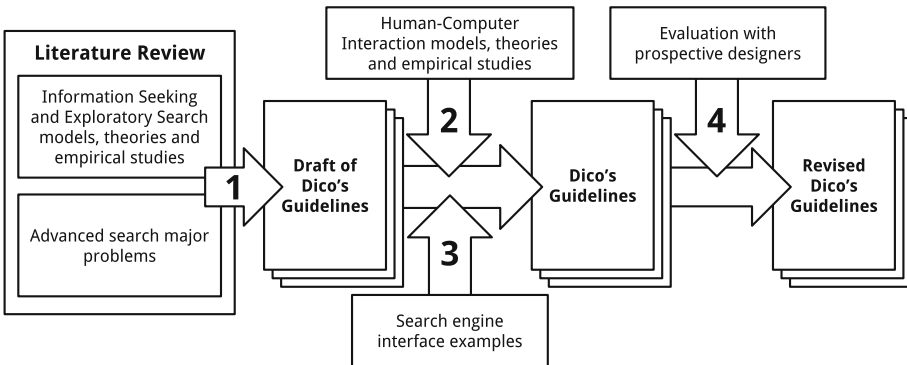 Literature Review
Information Seeking
and Exploratory Search
models, theories and
empirical studies
Advanced search major
problems
1
Draft of
Dico's
Guidelines
Human-Computer
Interaction models, theories
and empirical studies
2
3
Search engine
interface examples
Dico's
Guidelines
Evaluation with
prospective designers
4
Revised
Dico's
Guidelines